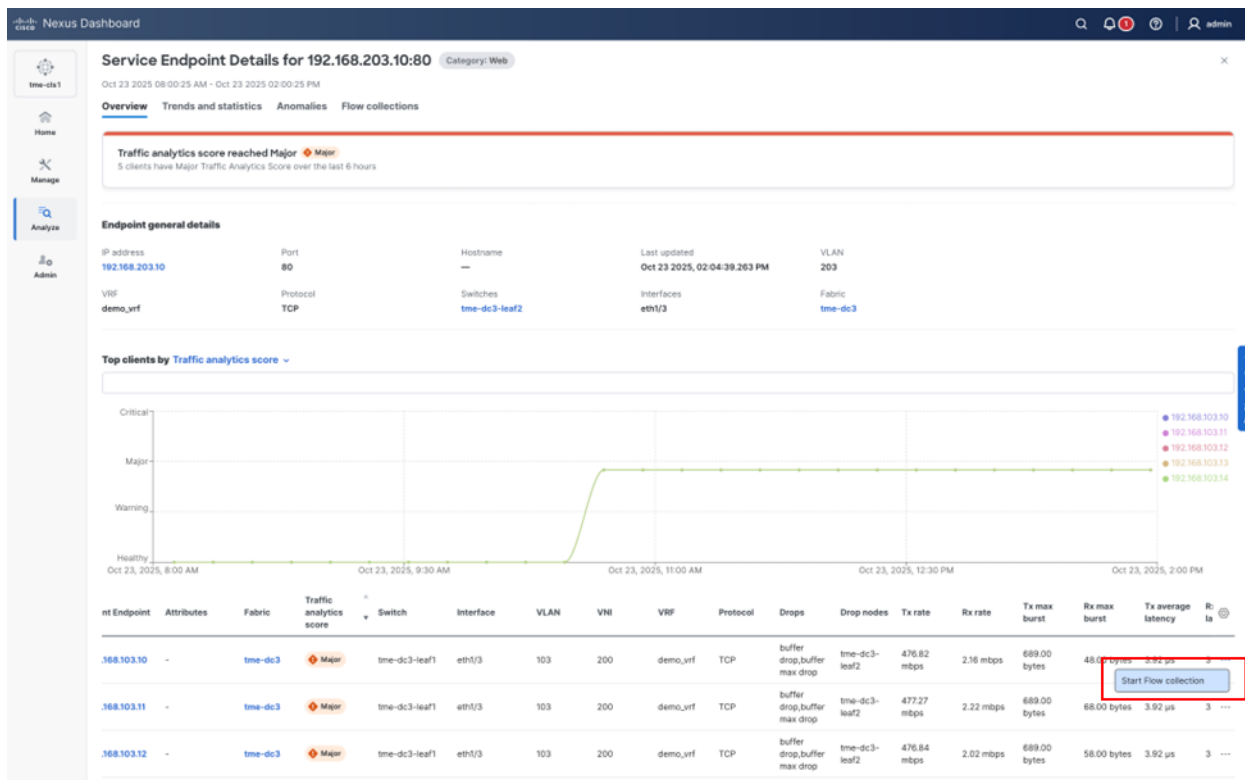 cisco Nexus Dashboard
1
admin
tme-cls1
Home
Manage
Analyze
Admin
Service Endpoint Details for 192.168.203.10:80 Category: Web
Oct 23 2025 08:00:25 AM - Oct 23 2025 02:00:25 PM
Overview Trends and statistics Anomalies Flow collections
Traffic analytics score reached Major Major
5 clients have Major Traffic Analytics Score over the last 6 hours
Endpoint general details
IP address Port Hostname Last updated VLAN
192.168.203.10 80 — Oct 23 2025, 02:04:39.263 PM 203
VRF Protocol Switches Interfaces Fabric
demo_vrf TCP tme-dc3-leaf2 eth1/3 tme-dc3
Top clients by Traffic analytics score
Critical
Major
Warning
Healthy
192.168.103.10
192.168.103.11
192.168.103.12
192.168.103.13
192.168.103.14
Oct 23, 2025, 8:00 AM Oct 23, 2025, 9:30 AM Oct 23, 2025, 11:00 AM Oct 23, 2025, 12:30 PM Oct 23, 2025, 2:00 PM
nt Endpoint Attributes Fabric Traffic analytics score Switch Interface VLAN VNI VRF Protocol Drops Drop nodes Tx rate Rx rate Tx max burst Rx max burst Tx average latency R: la
.168.103.10 - tme-dc3 Major tme-dc3-leaf1 eth1/3 103 200 demo_vrf TCP buffer drop,buffer max drop tme-dc3-leaf2 476.82 mbps 2.16 mbps 689.00 bytes 48.00 bytes 3.92 µs 3 ...
Start Flow collection
.168.103.11 - tme-dc3 Major tme-dc3-leaf1 eth1/3 103 200 demo_vrf TCP buffer drop,buffer max drop tme-dc3-leaf2 477.27 mbps 2.22 mbps 689.00 bytes 68.00 bytes 3.92 µs 3 ...
.168.103.12 - tme-dc3 Major tme-dc3-leaf1 eth1/3 103 200 demo_vrf TCP buffer drop,buffer max drop tme-dc3-leaf2 476.84 mbps 2.02 mbps 689.00 bytes 58.00 bytes 3.92 µs 3 ...